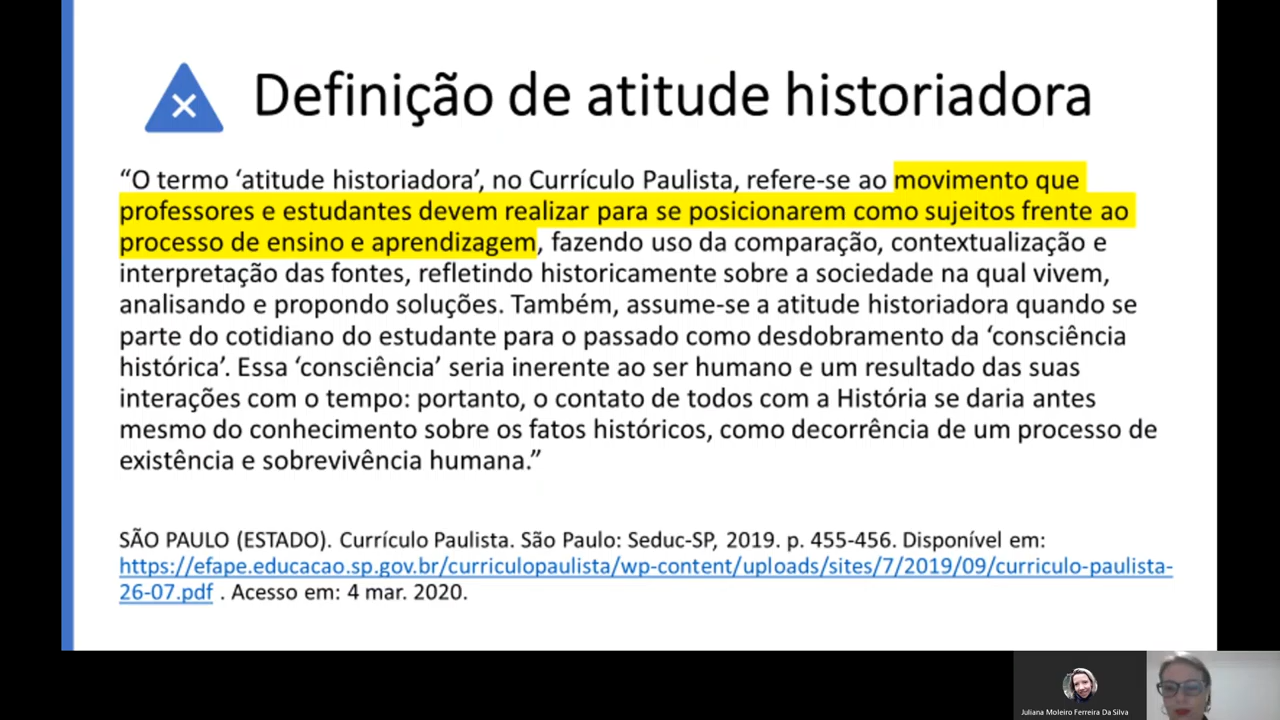 Definição de atitude historiadora
“O termo ‘atitude historiadora’, no Currículo Paulista, refere-se ao movimento que
professores e estudantes devem realizar para se posicionarem como sujeitos frente ao
processo de ensino e aprendizagem, fazendo uso da comparação, contextualização e
interpretação das fontes, refletindo historicamente sobre a sociedade na qual vivem,
analisando e propondo soluções. Também, assume-se a atitude historiadora quando se
parte do cotidiano do estudante para o passado como desdobramento da ‘consciência
histórica’. Essa ‘consciência’ seria inerente ao ser humano e um resultado das suas
interações com o tempo: portanto, o contato de todos com a História se daria antes
mesmo do conhecimento sobre os fatos históricos, como decorrência de um processo de
existência e sobrevivência humana.”
SÃO PAULO (ESTADO). Currículo Paulista. São Paulo: Seduc-SP, 2019. p. 455-456. Disponível em:
https://efape.educacao.sp.gov.br/curriculopaulista/wp-content/uploads/sites/7/2019/09/curriculo-paulista-
26-07.pdf . Acesso em: 4 mar. 2020.
Juliana Moleiro Ferreira Da Silva